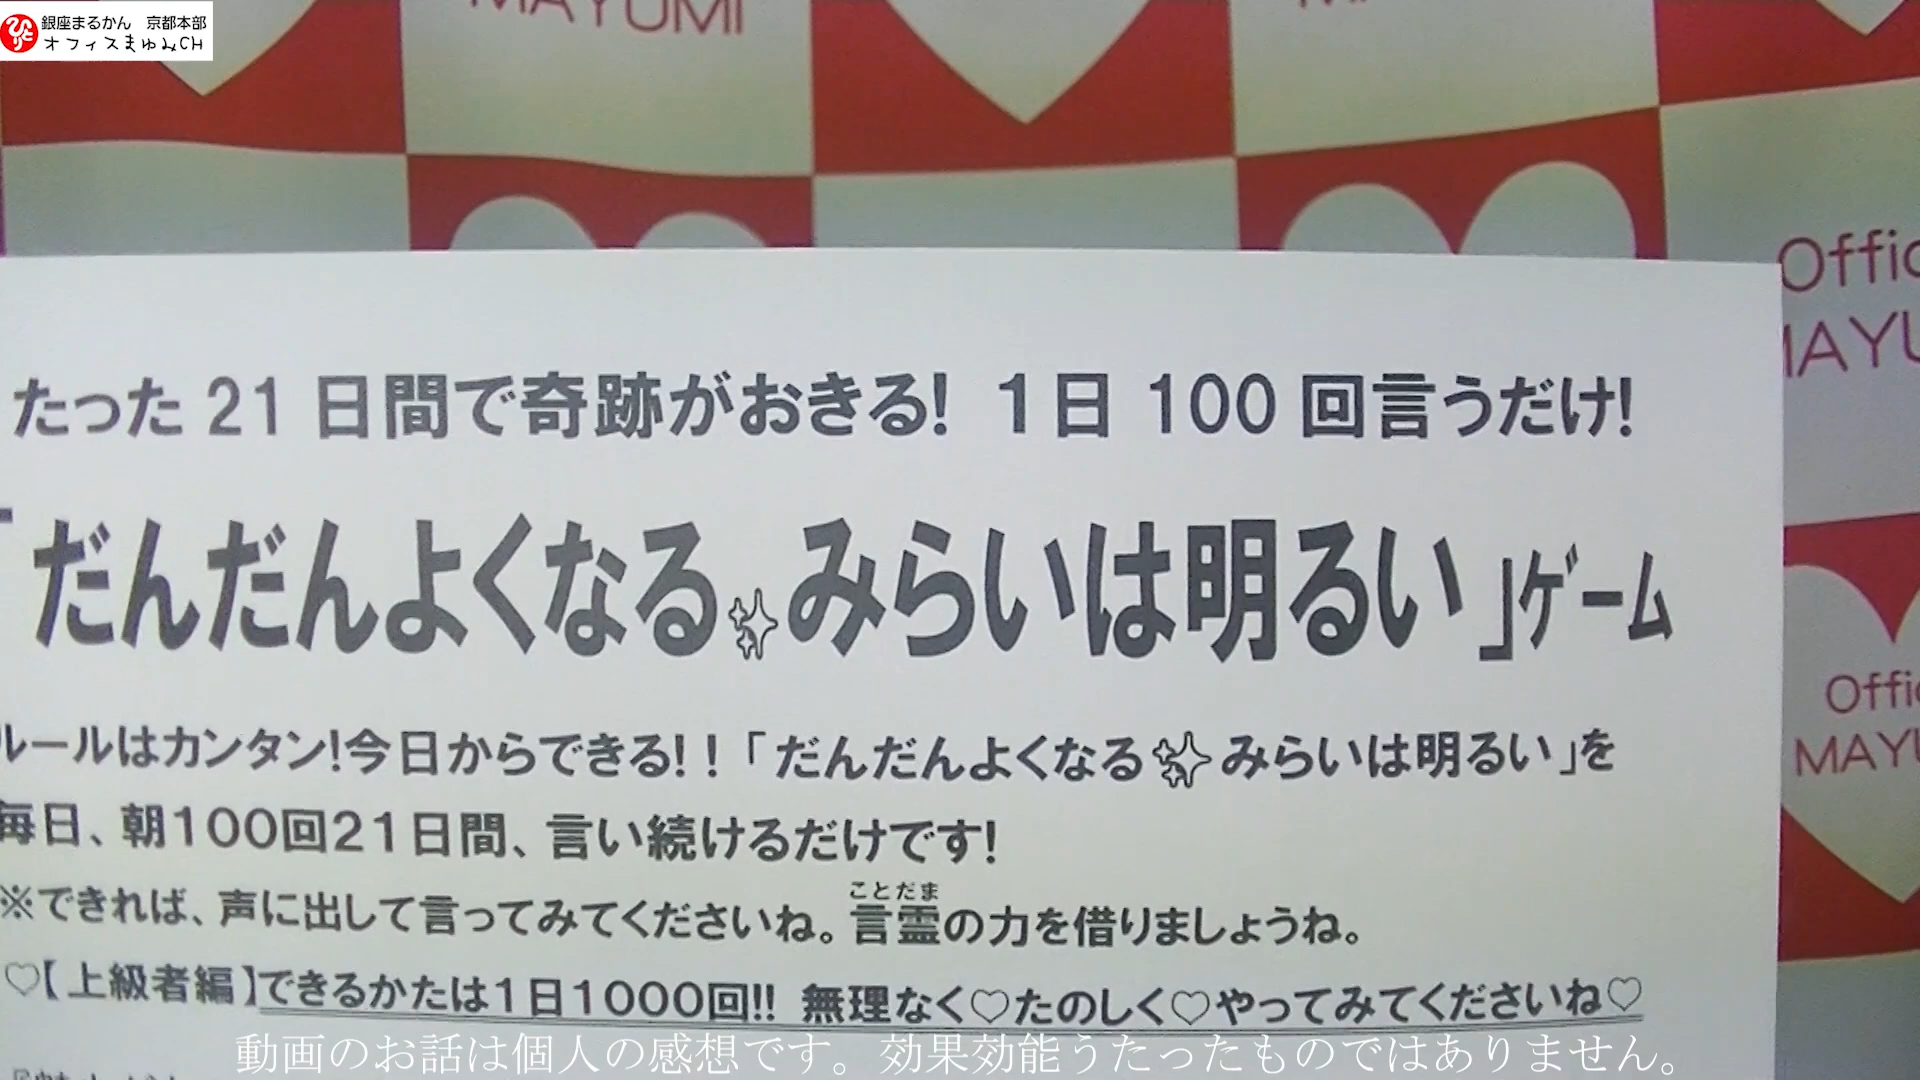 銀座まるかん 京都本部
オフィスまゆみCH
MAYUMI
Offic
MAYU
たった 21 日間で奇跡がおきる! 1日 100 回言うだけ!
「だんだんよくなる✨みらいは明るい」ゲーム
ルールはカンタン!今日からできる!!「だんだんよくなる✨みらいは明るい」を
毎日、朝100回21日間、言い続けるだけです!
ことだま
※できれば、声に出して言ってみてくださいね。言霊の力を借りましょうね。
♡【上級者編】できるかたは1日1000回!! 無理なく♡たのしく♡やってみてくださいね♡
Offic
MAYU
動画のお話は個人の感想です。効果効能うたったものではありません。